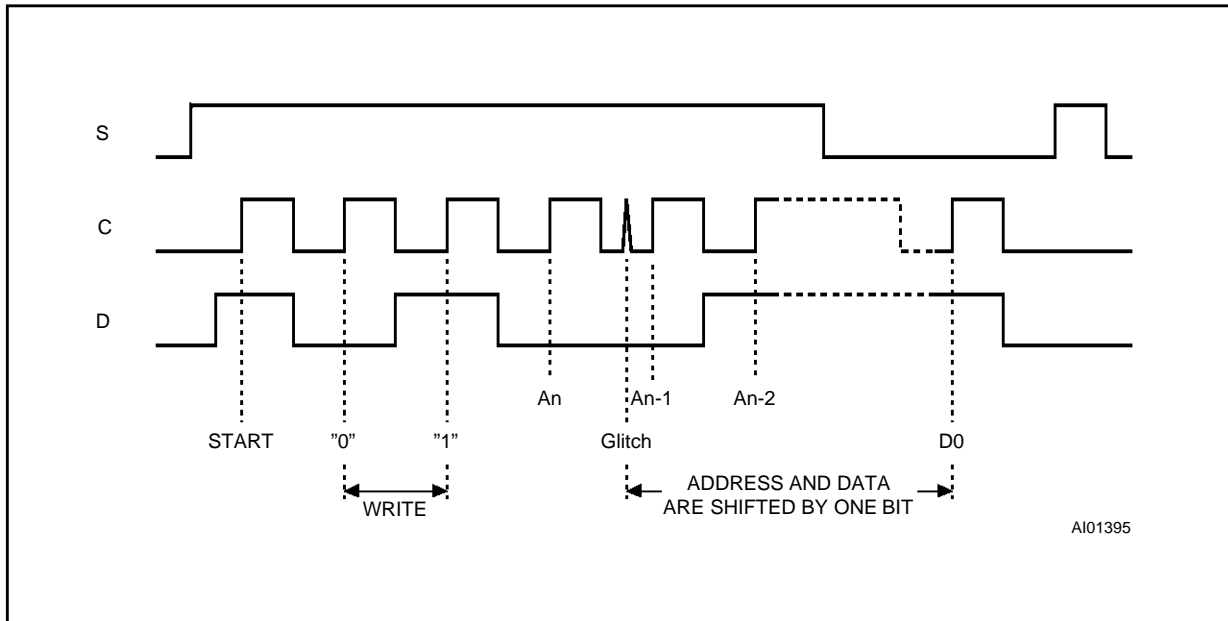 S
C
D
An
An-1
An-2
START
”0”
”1”
Glitch
D0
WRITE
ADDRESS AND DATA
ARE SHIFTED BY ONE BIT
AI01395